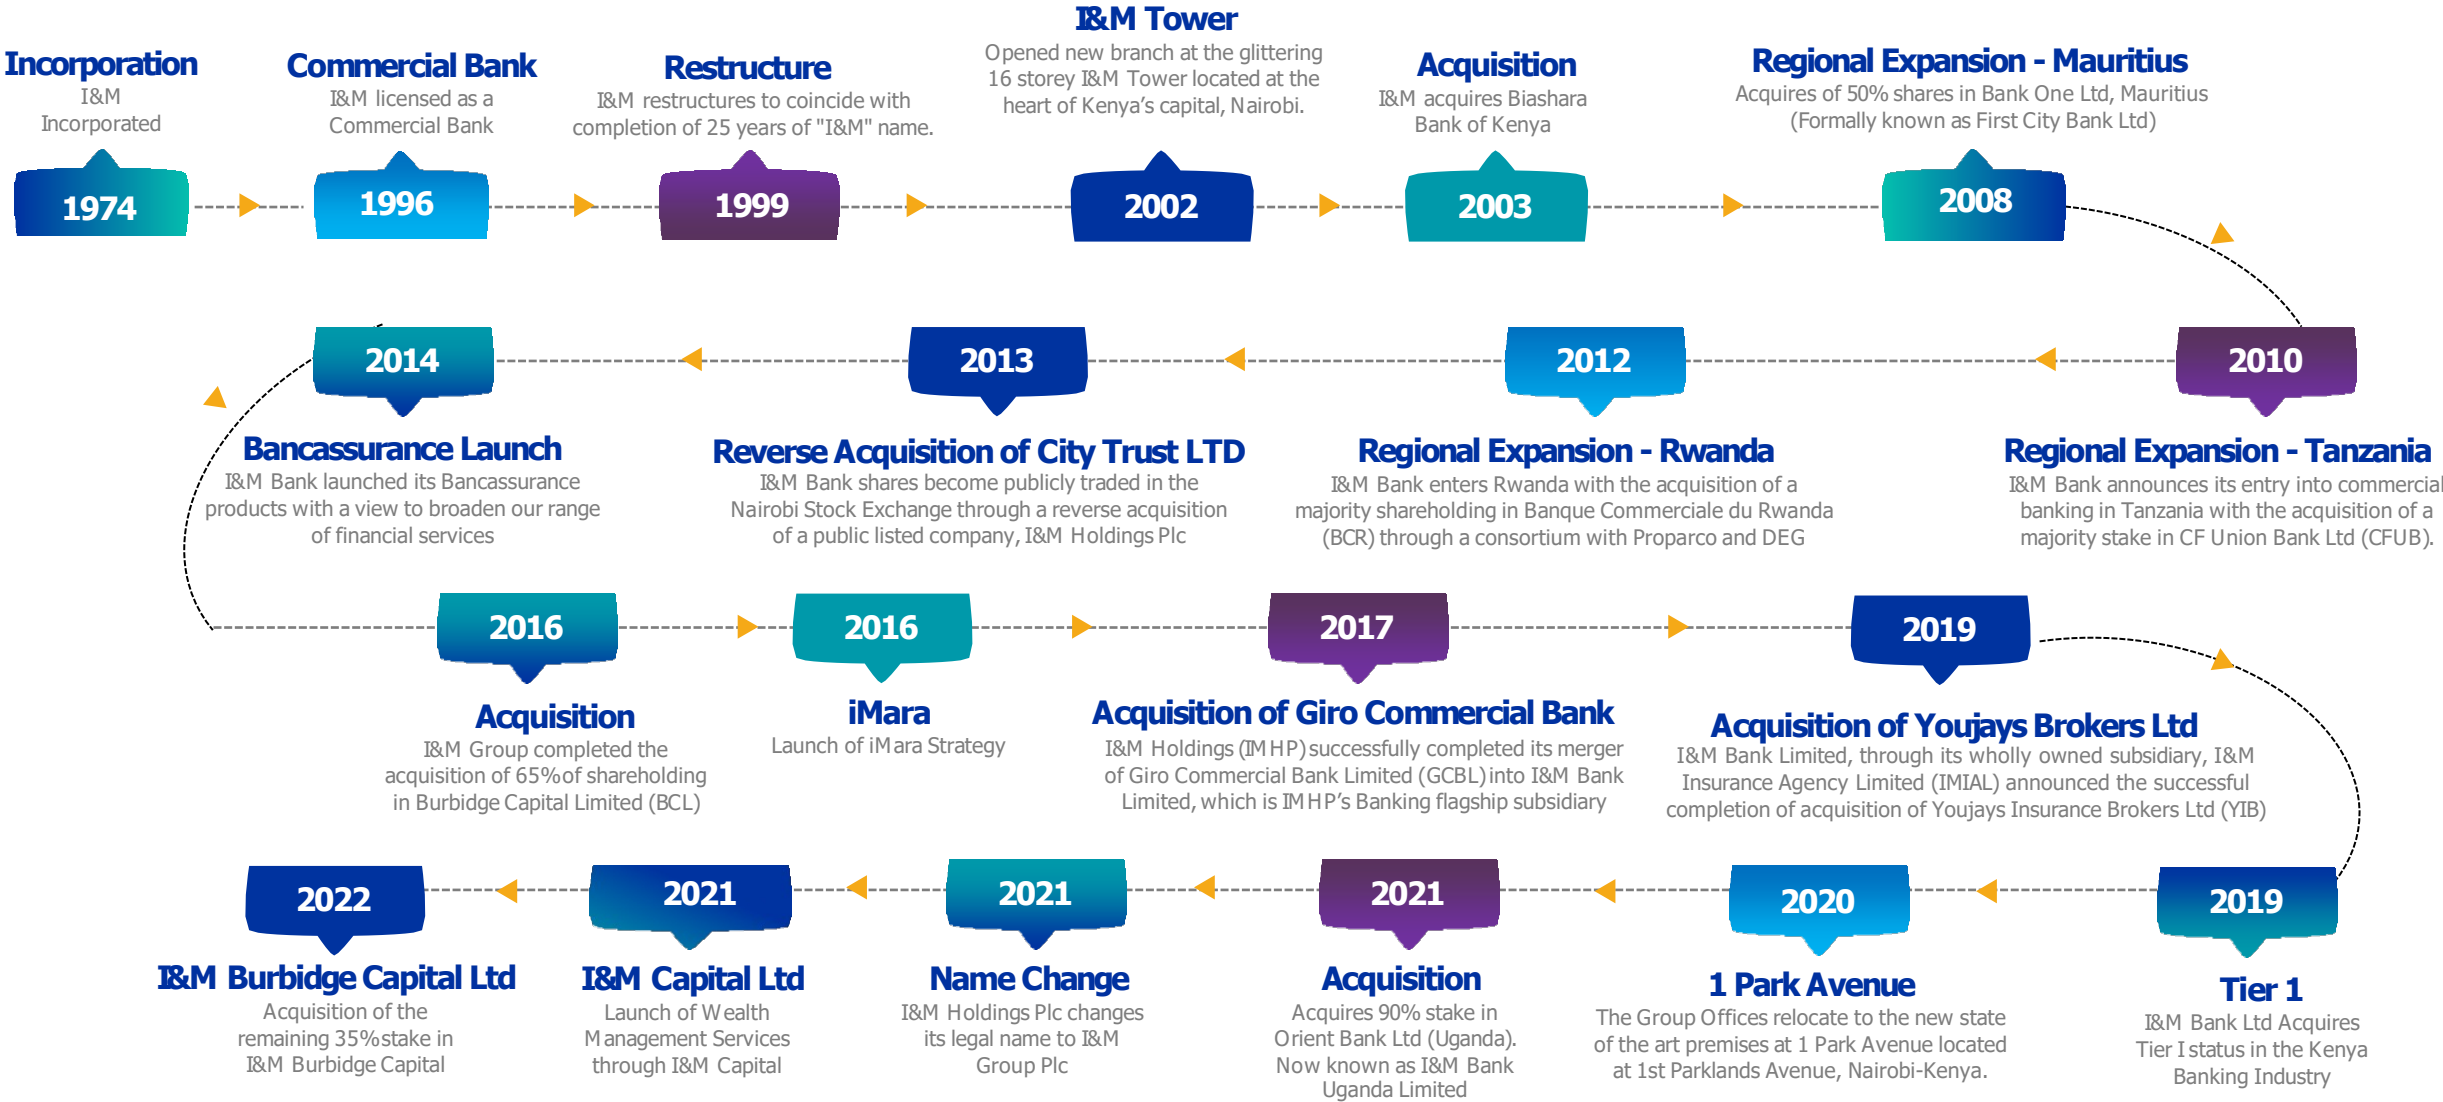 Incorporation
I&M
Incorporated
1974
Commercial Bank
I&M licensed as a
Commercial Bank
1996
Restructure
I&M restructures to coincide with
completion of 25 years of "I&M" name.
1999
I&M Tower
Opened new branch at the glittering
16 storey I&M Tower located at the
heart of Kenya's capital, Nairobi.
2002
Acquisition
I&M acquires Biashara
Bank of Kenya
2003
Regional Expansion - Mauritius
Acquires of 50% shares in Bank One Ltd, Mauritius
(Formally known as First City Bank Ltd)
2008
2010
Regional Expansion - Tanzania
I&M Bank announces its entry into commercial
banking in Tanzania with the acquisition of a
majority stake in CF Union Bank Ltd (CFUB).
2012
Regional Expansion - Rwanda
I&M Bank enters Rwanda with the acquisition of a
majority shareholding in Banque Commerciale du Rwanda
(BCR) through a consortium with Proparco and DEG
2013
Reverse Acquisition of City Trust LTD
I&M Bank shares become publicly traded in the
Nairobi Stock Exchange through a reverse acquisition
of a public listed company, I&M Holdings Plc
2014
Bancassurance Launch
I&M Bank launched its Bancassurance
products with a view to broaden our range
of financial services
2016
Acquisition
I&M Group completed the
acquisition of 65% of shareholding
in Burbidge Capital Limited (BCL)
2016
iMara
Launch of iMara Strategy
2017
Acquisition of Giro Commercial Bank
I&M Holdings (IMHP) successfully completed its merger
of Giro Commercial Bank Limited (GCBL) into I&M Bank
Limited, which is IMHP's Banking flagship subsidiary
2019
Acquisition of Youjays Brokers Ltd
I&M Bank Limited, through its wholly owned subsidiary, I&M
Insurance Agency Limited (IMIAL) announced the successful
completion of acquisition of Youjays Insurance Brokers Ltd (YIB)
2019
Tier 1
I&M Bank Ltd Acquires
Tier I status in the Kenya
Banking Industry
2020
1 Park Avenue
The Group Offices relocate to the new state
of the art premises at 1 Park Avenue located
at 1st Parklands Avenue, Nairobi-Kenya.
2021
Acquisition
Acquires 90% stake in
Orient Bank Ltd (Uganda).
Now known as I&M Bank
Uganda Limited
2021
Name Change
I&M Holdings Plc changes
its legal name to I&M
Group Plc
2021
I&M Capital Ltd
Launch of Wealth
Management Services
through I&M Capital
2022
I&M Burbidge Capital Ltd
Acquisition of the
remaining 35% stake in
I&M Burbidge Capital